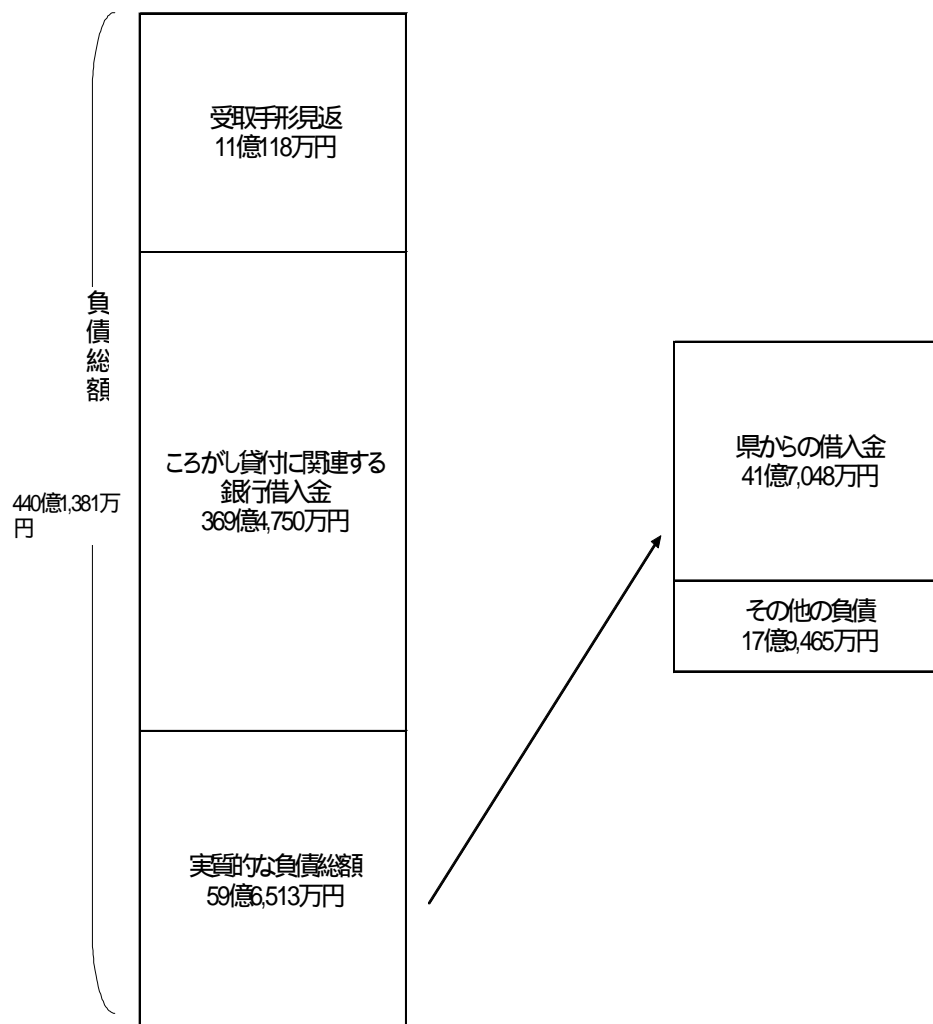 受取手形見返
11億118万円
負
債
総
額
440億1,381万
円
ころがし貸付に関連する
銀行借入金
369億4,750万円
実質的な負債総額
59億6,513万円
県からの借入金
41億7,048万円
その他の負債
17億9,465万円